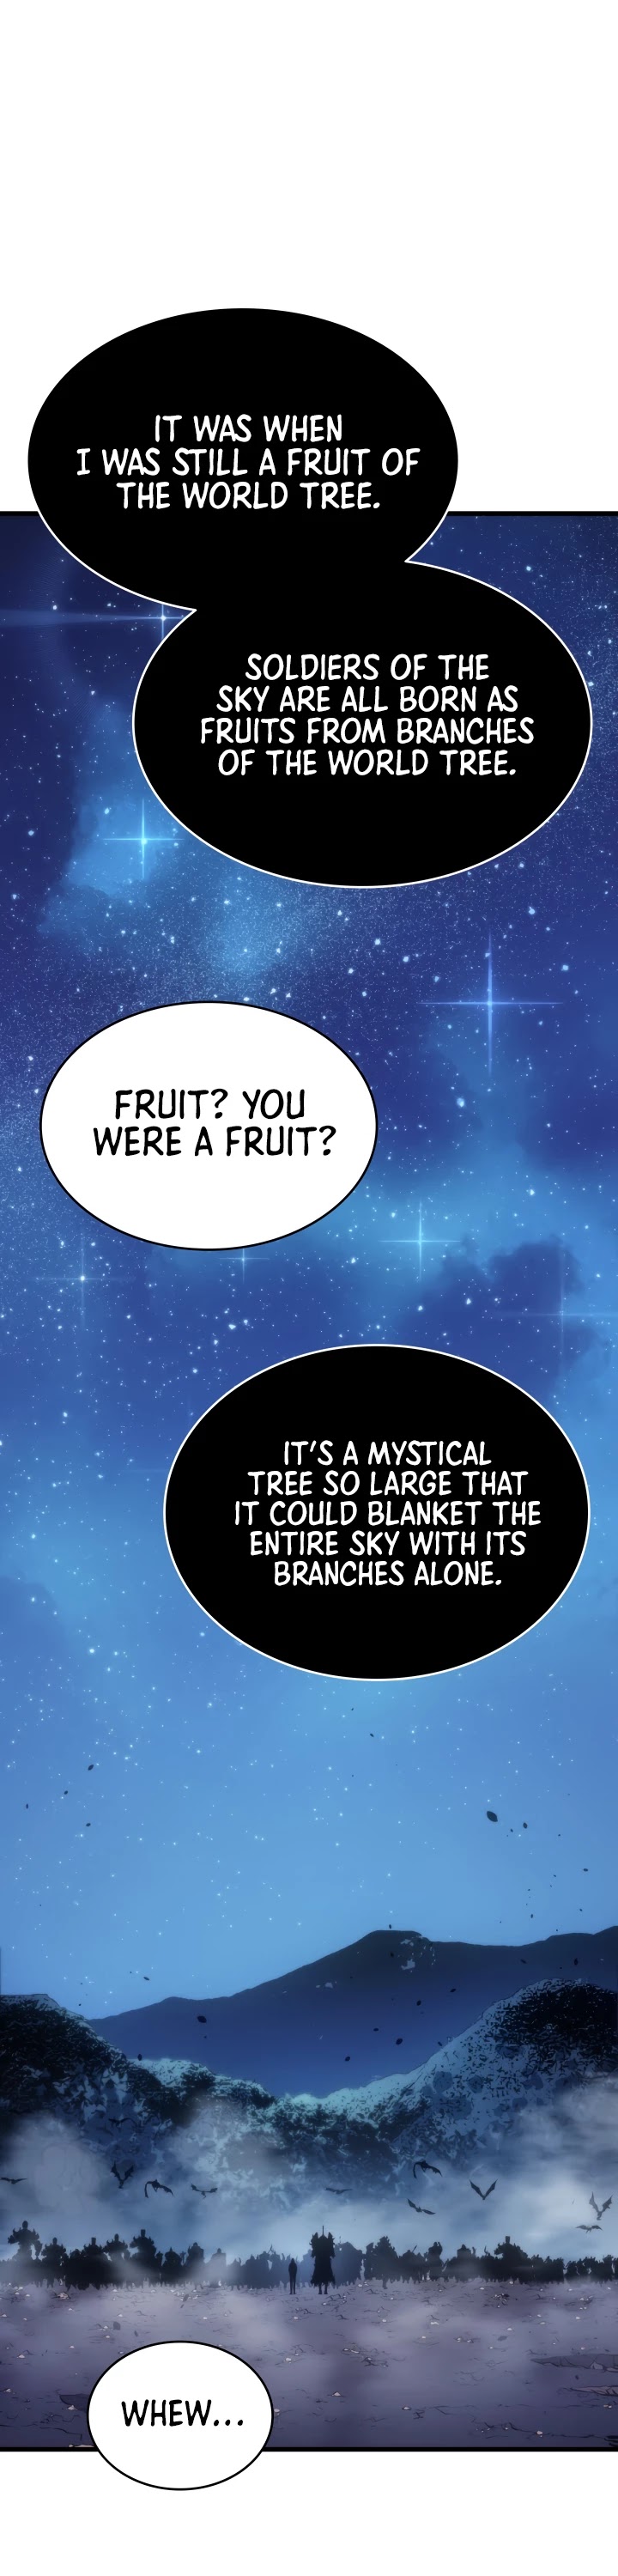 IT WAS WHEN
I WAS STILL A FRUIT OF
THE WORLD TREE.
SOLDIERS OF THE
SKY ARE ALL BORN AS
FRUITS FROM BRANCHES
OF THE WORLD TREE.
FRUIT? YOU
WERE A FRUIT?
IT'S A MYSTICAL
TREE SO LARGE THAT
IT COULD BLANKET THE
ENTIRE SKY WITH ITS
BRANCHES ALONE.
WHEW...